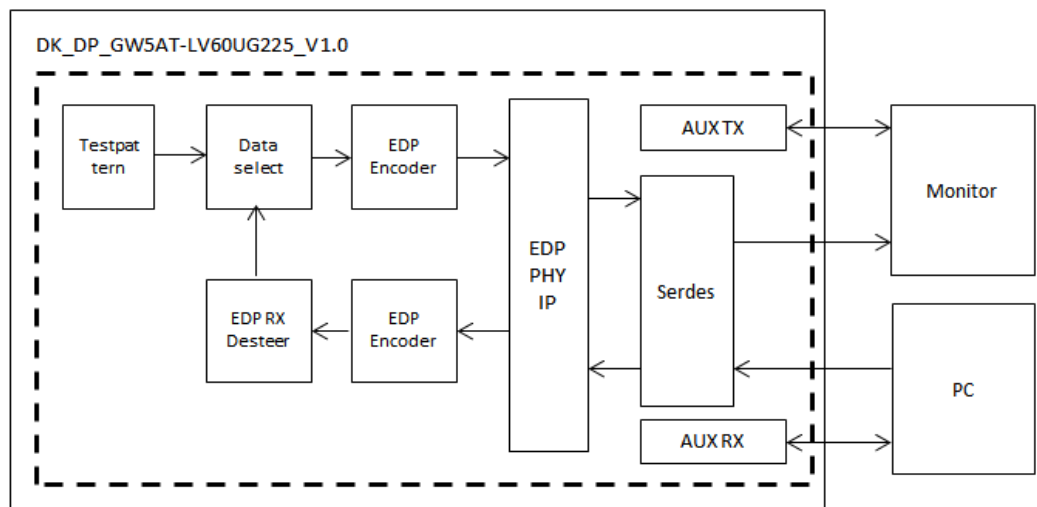 DK_DP_GW5AT-LV60UG225_V1.0
Testpat
tern
Data
select
EDP
Encoder
EDP
PHY
IP
AUX TX
Serdes
Monitor
EDP RX
Desteer
EDP
Encoder
AUX RX
PC